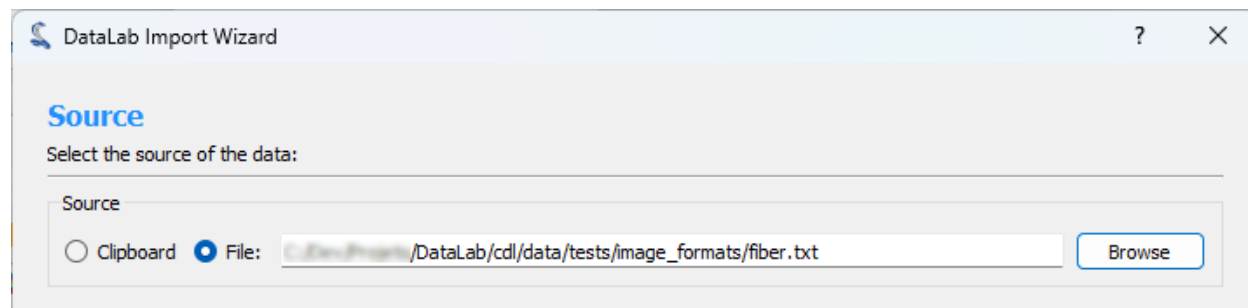 DataLab Import Wizard
?
Source
Select the source of the data:
Source
Clipboard File: /DataLab/cdl/data/tests/image_formats/fiber.txt Browse